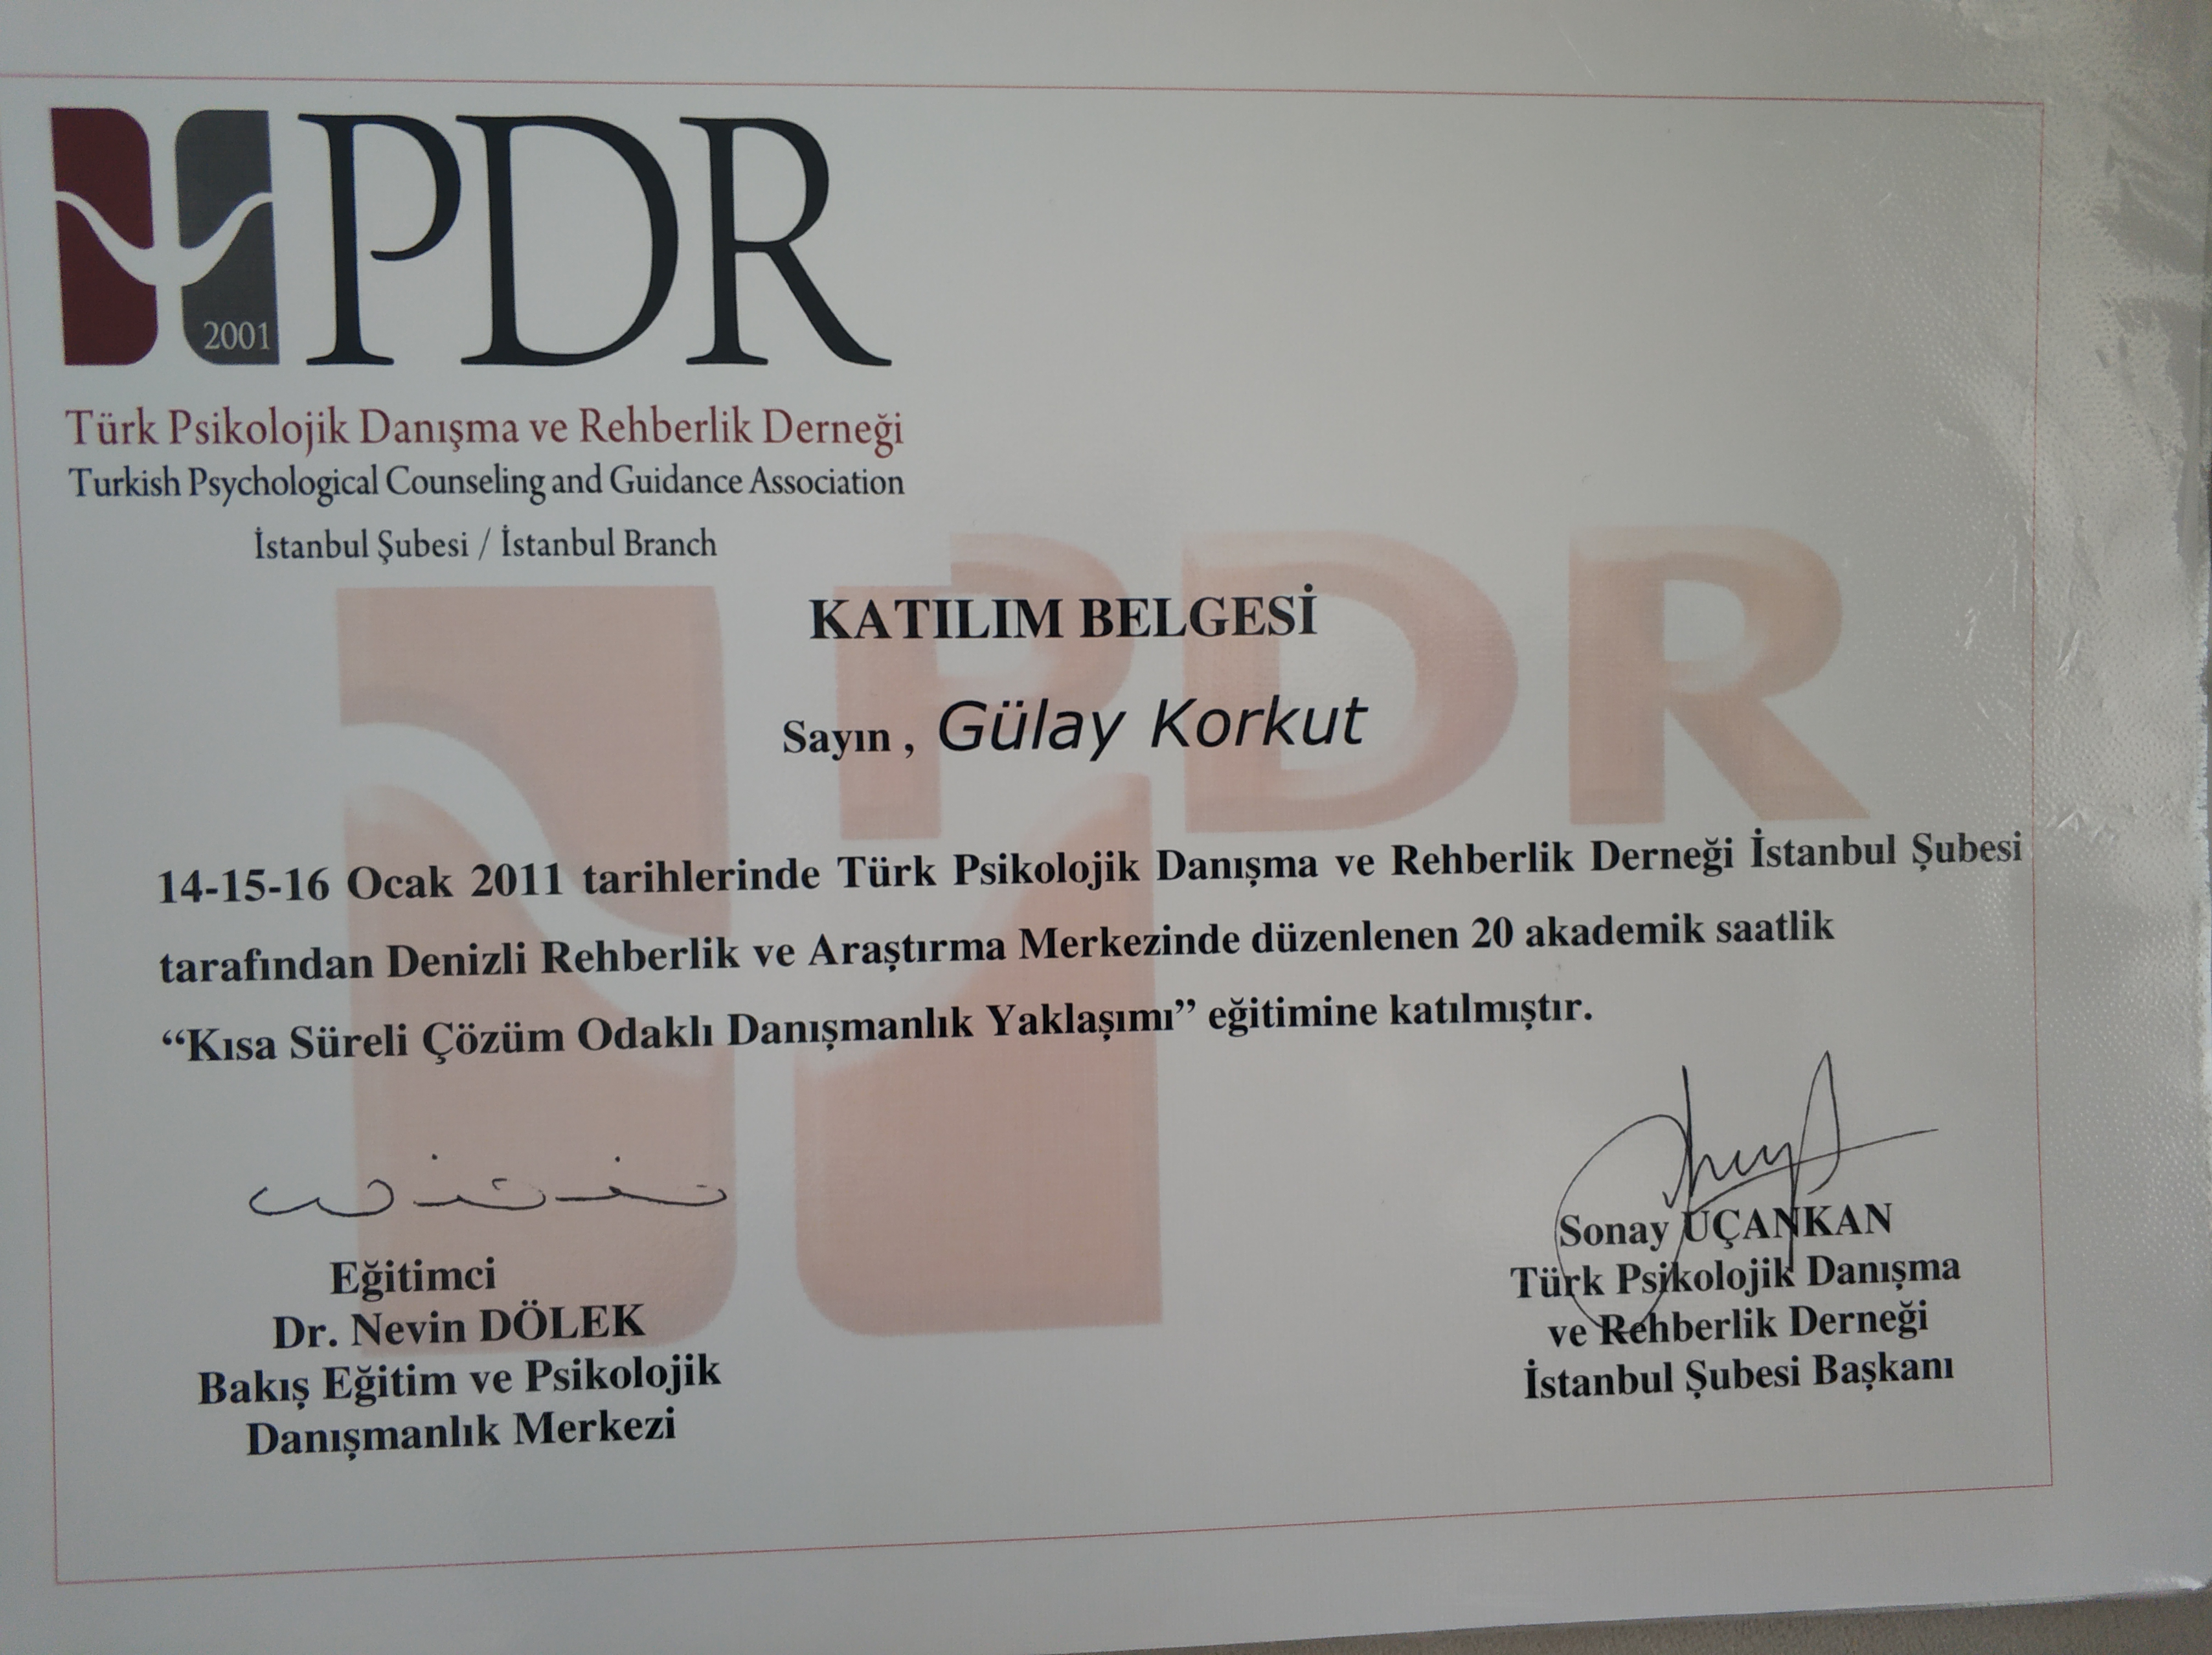 2001
PDR
Türk Psikolojik Danışma ve Rehberlik Derneği
Turkish Psychological Counseling and Guidance Association
İstanbul Şubesi / İstanbul Branch
PDR
KATILIM BELGESİ
Sayın , Gülay Korkut
14-15-16 Ocak 2011 tarihlerinde Türk Psikolojik Danışma ve Rehberlik Derneği İstanbul Şubesi
tarafından Denizli Rehberlik ve Araştırma Merkezinde düzenlenen 20 akademik saatlik
“Kısa Süreli Çözüm Odaklı Danışmanlık Yaklaşımı” eğitimine katılmıştır.
Eğitimci
Dr. Nevin DÖLEK
Bakış Eğitim ve Psikolojik
Danışmanlık Merkezi
Sonay UÇANKAN
Türk Psikolojik Danışma
ve Rehberlik Derneği
İstanbul Şubesi Başkanı